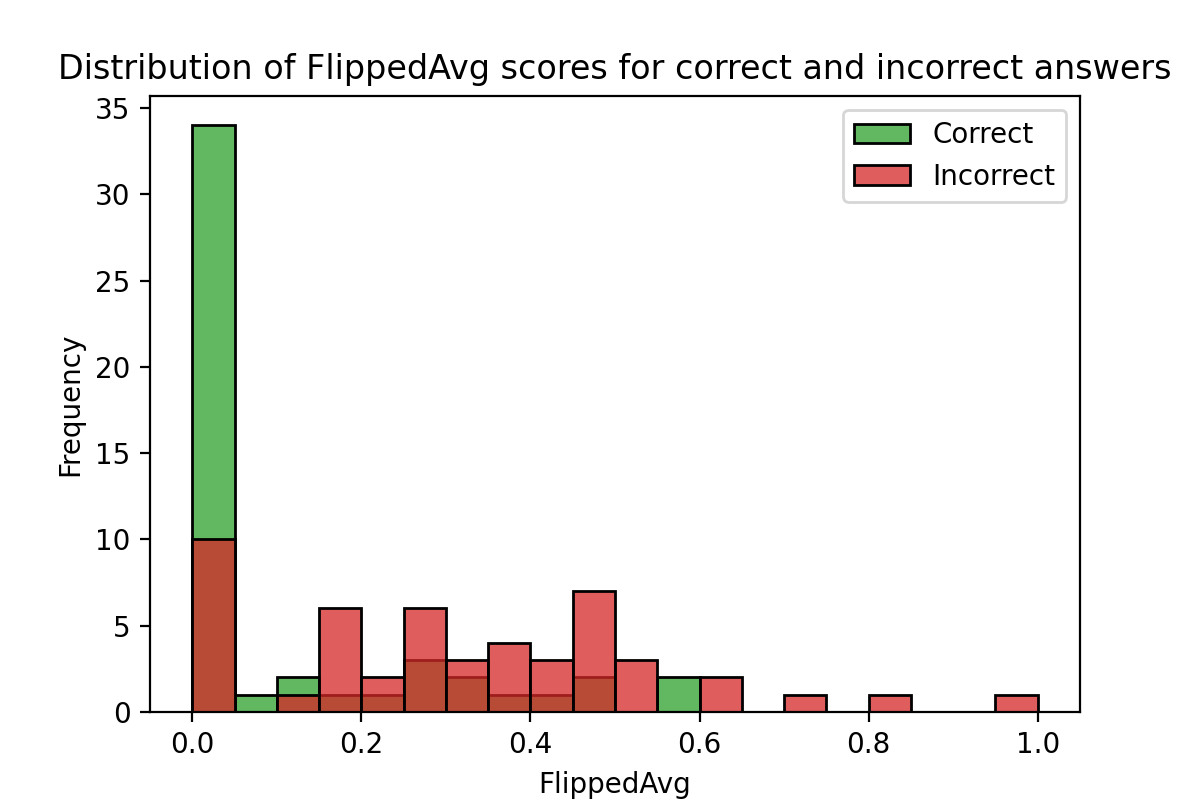 Distribution of FlippedAvg scores for correct and incorrect answers
Correct
Incorrect
Frequency
35
30
25
20
15
10
5
0
0.0 0.2 0.4 0.6 0.8 1.0
FlippedAvg